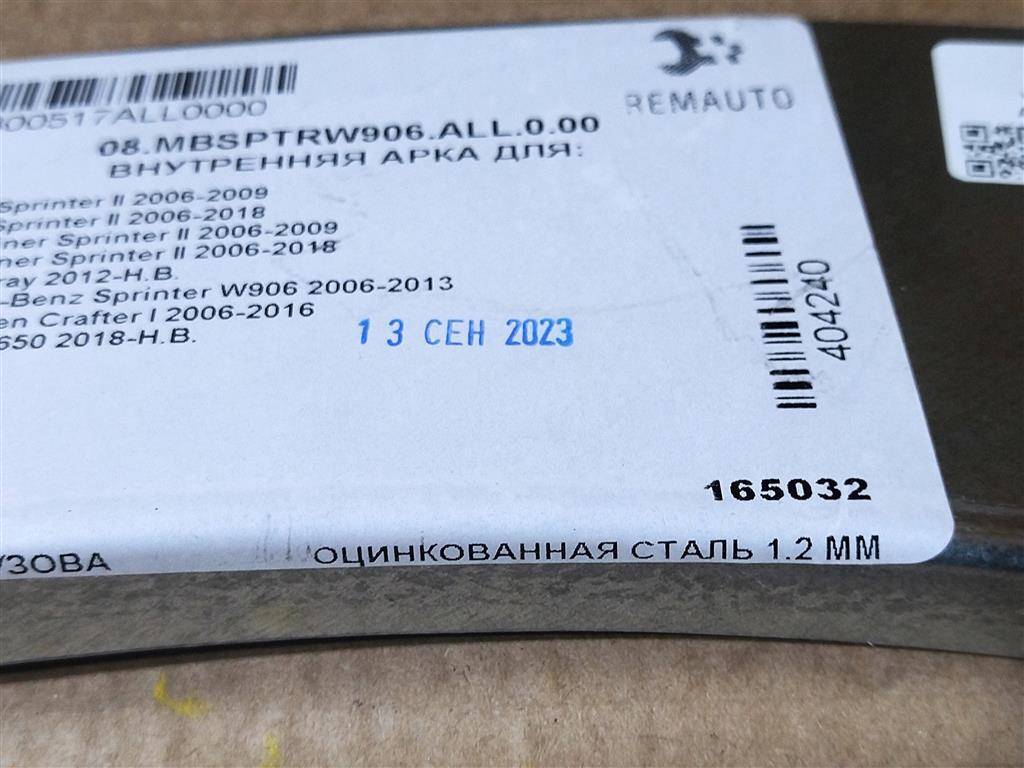 REMAUTO
00517ALL0000
08.MBSPTRW906.ALL.0.00
ВНУТРЕННЯЯ АРКА ДЛЯ:
Sprinter II 2006-2009
Sprinter II 2006-2018
iner Sprinter II 2006-2009
ner Sprinter II 2006-2018
ray 2012-Н.В.
-Benz Sprinter W906 2006-2013
en Crafter I 2006-2016
650 2018-Н.В.
13 СЕН 2023
404240
165032
УЗОВА
ОЦИНКОВАННАЯ СТАЛЬ 1.2 ММ